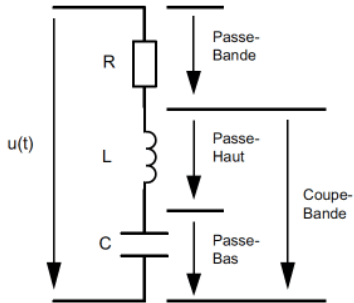 Passe-
Bande
R
u(t)
L
Passe-
Haut
Coupe-
Bande
C
Passe-
Bas